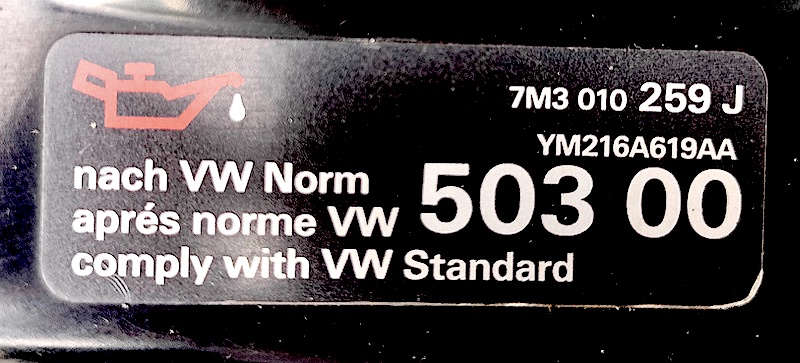 7M3 010 259 J
YM216A619AA
nach VW Norm
aprés norme VW 503 00
comply with VW Standard